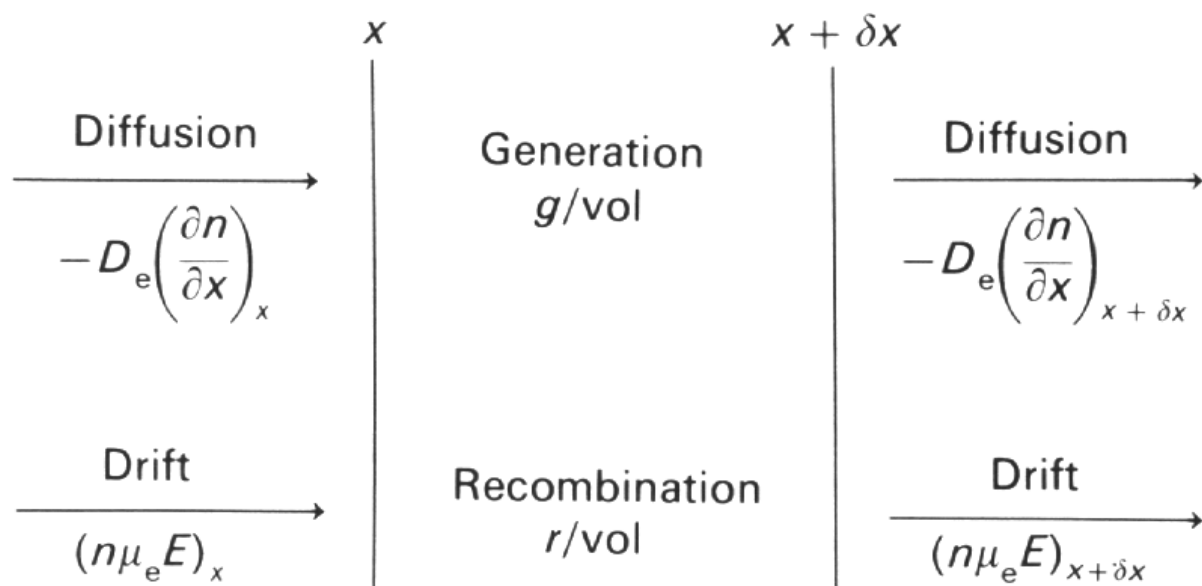 x
x + δx
Diffusion
Generation
Diffusion
g/vol
−D_e(∂n/∂x)_x
−D_e(∂n/∂x)_{x + δx}
Drift
Recombination
Drift
r/vol
(nμ_eE)_x
(nμ_eE)_{x+δx}